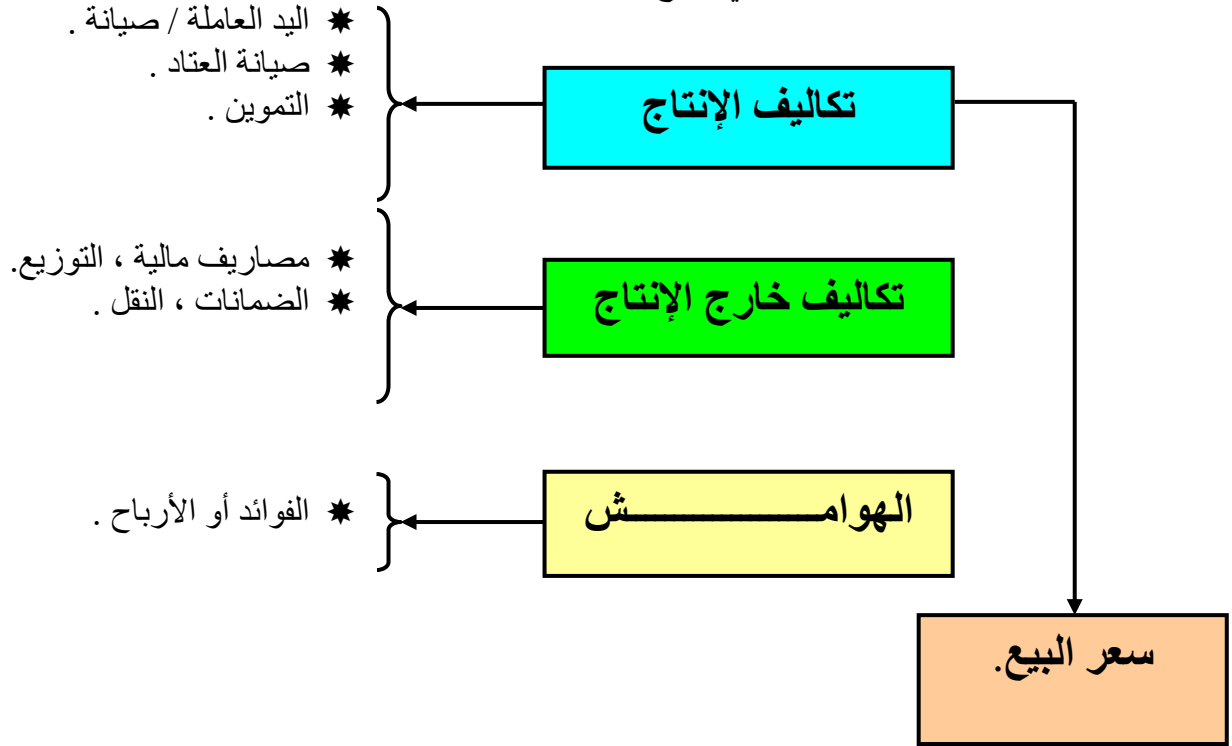 ✷ اليد العاملة / صيانة .
✷ صيانة العتاد .
✷ التموين .
تكاليف الإنتاج
✷ مصاريف مالية ، التوزيع.
✷ الضمانات ، النقل .
تكاليف خارج الإنتاج
✷ الفوائد أو الأرباح .
الهوامـــــــــــــش
سعر البيع.